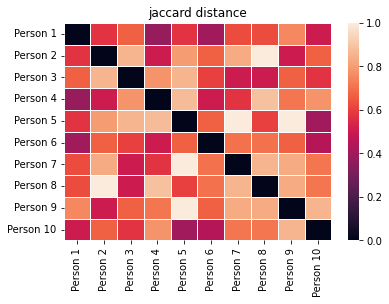 jaccard distance
Person 1
Person 2
Person 3
Person 4
Person 5
Person 6
Person 7
Person 8
Person 9
Person 10
Person 1
Person 2
Person 3
Person 4
Person 5
Person 6
Person 7
Person 8
Person 9
Person 10
1.0
0.8
0.6
0.4
0.2
0.0